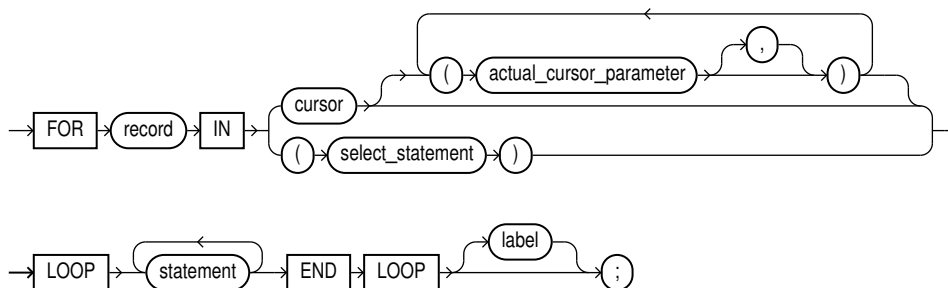 ,
( actual_cursor_parameter )
cursor
FOR record IN
( select_statement )
label
LOOP statement END LOOP ;